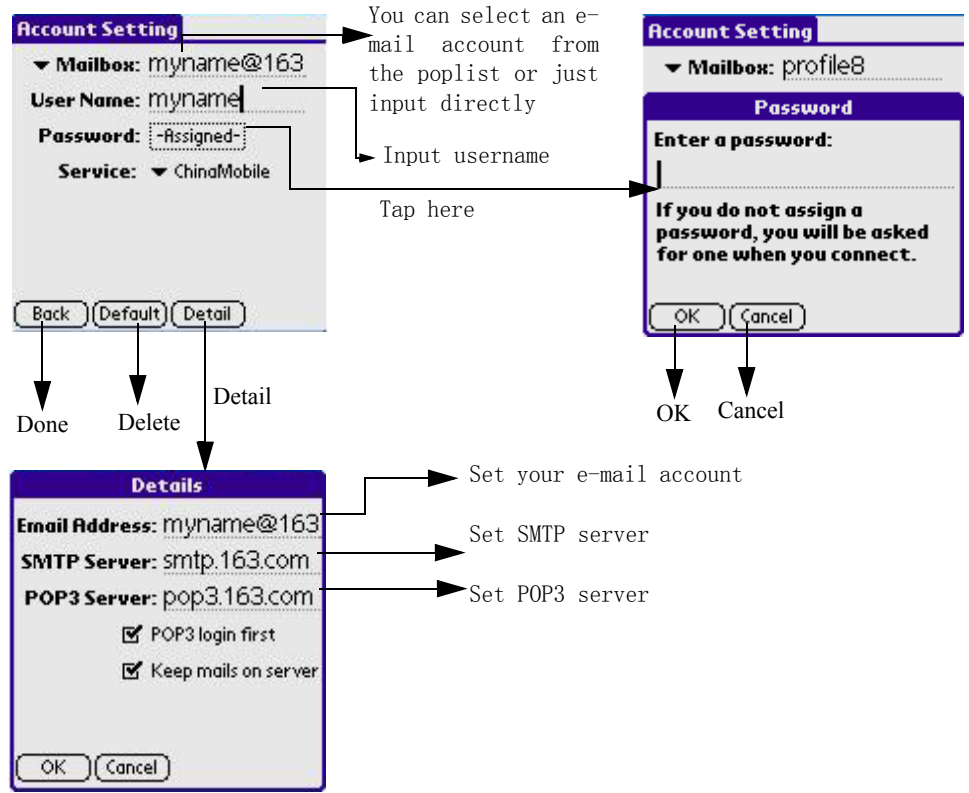 Account Setting
Mailbox: myname@163
User Name: myname
Password: -Assigned-
Service: ChinaMobile
Back Default Detail
You can select an e-
mail account from
the poplist or just
input directly
Input username
Tap here
Account Setting
Mailbox: profile8
Password
Enter a password:
If you do not assign a
password, you will be asked
for one when you connect.
OK Cancel
Done
Delete
Detail
OK
Cancel
Details
Email Address: myname@163
SMTP Server: smtp.163.com
POP3 Server: pop3.163.com
POP3 login first
Keep mails on server
OK Cancel
Set your e-mail account
Set SMTP server
Set POP3 server